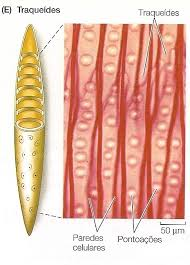 (E) Traqueídes
Traqueídes
Paredes
celulares
Pontoações
50 µm